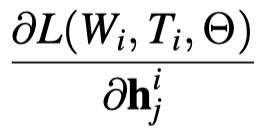 ∂L(W_i, T_i, Θ)
∂h_j^i